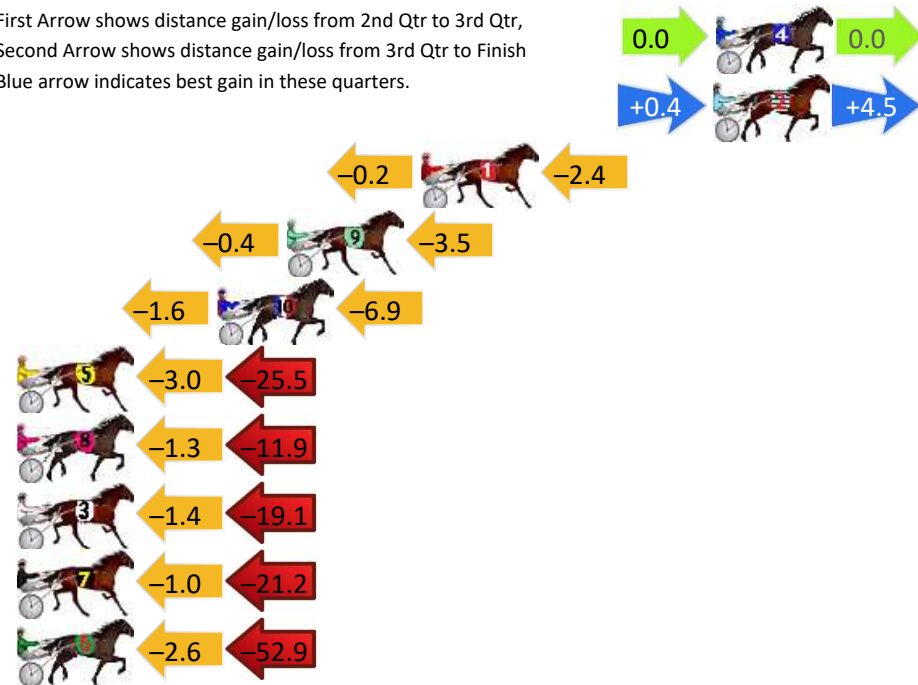 First Arrow shows distance gain/loss from 2nd Qtr to 3rd Qtr,
Second Arrow shows distance gain/loss from 3rd Qtr to Finish
Blue arrow indicates best gain in these quarters.
0.0 4 0.0
+0.4 2 +4.5
–0.2 1 –2.4
–0.4 9 –3.5
–1.6 10 –6.9
5 –3.0 –25.5
8 –1.3 –11.9
3 –1.4 –19.1
7 –1.0 –21.2
6 –2.6 –52.9